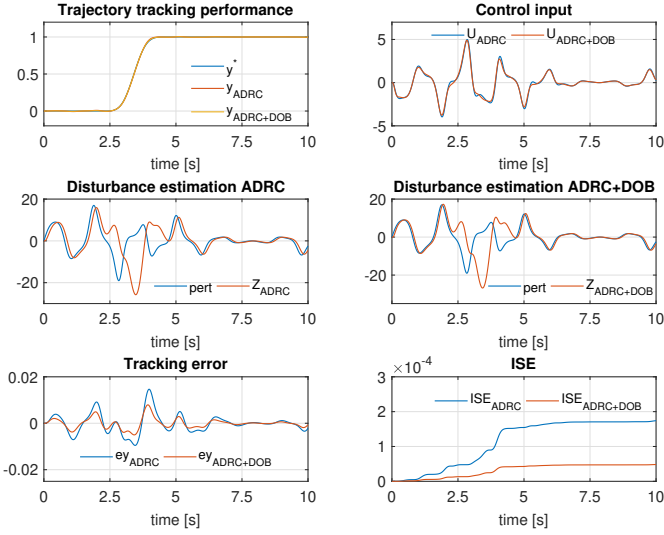 Trajectory tracking performance
1
0.5
0
y*
yADRC
yADRC+DOB
0 2.5 5 7.5 10
time [s]
Control input
5
0
-5
UADRC UADRC+DOB
0 2.5 5 7.5 10
time [s]
Disturbance estimation ADRC
20
0
-20
pert ZADRC
0 2.5 5 7.5 10
time [s]
Disturbance estimation ADRC+DOB
20
0
-20
pert ZADRC+DOB
0 2.5 5 7.5 10
time [s]
Tracking error
0.02
0
-0.02
eyADRC eyADRC+DOB
0 2.5 5 7.5 10
time [s]
ISE
×10-4
3
2
1
0
ISEADRC ISEADRC+DOB
0 2.5 5 7.5 10
time [s]